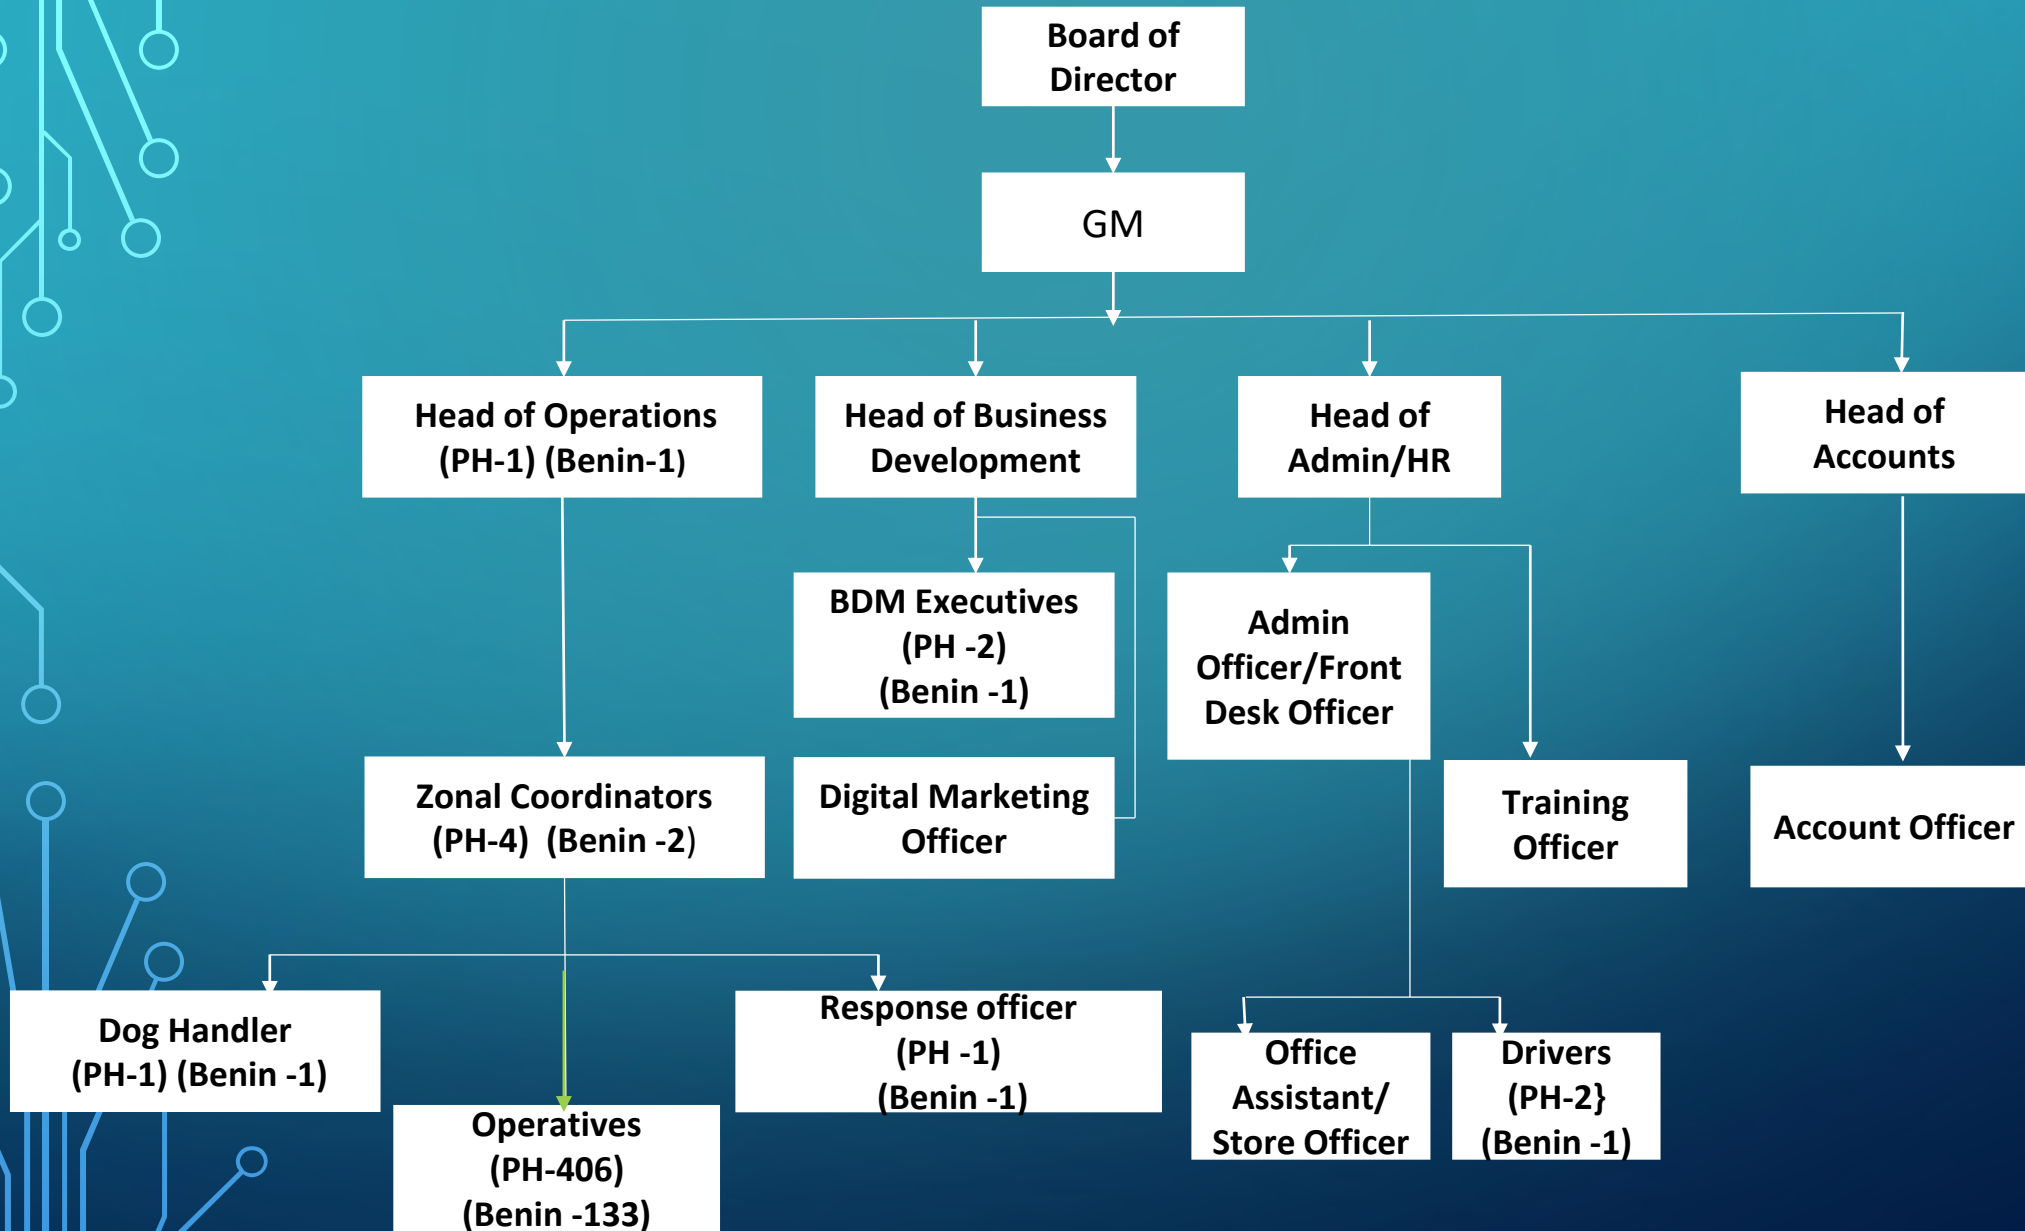 Board of
Director
GM
Head of Operations
(PH-1) (Benin-1)
Head of Business
Development
Head of
Admin/HR
Head of
Accounts
BDM Executives
(PH -2)
(Benin -1)
Admin
Officer/Front
Desk Officer
Zonal Coordinators
(PH-4)  (Benin -2)
Digital Marketing
Officer
Training
Officer
Account Officer
Dog Handler
(PH-1) (Benin -1)
Operatives
(PH-406)
(Benin -133)
Response officer
(PH -1)
(Benin -1)
Office
Assistant/
Store Officer
Drivers
(PH-2}
(Benin -1)